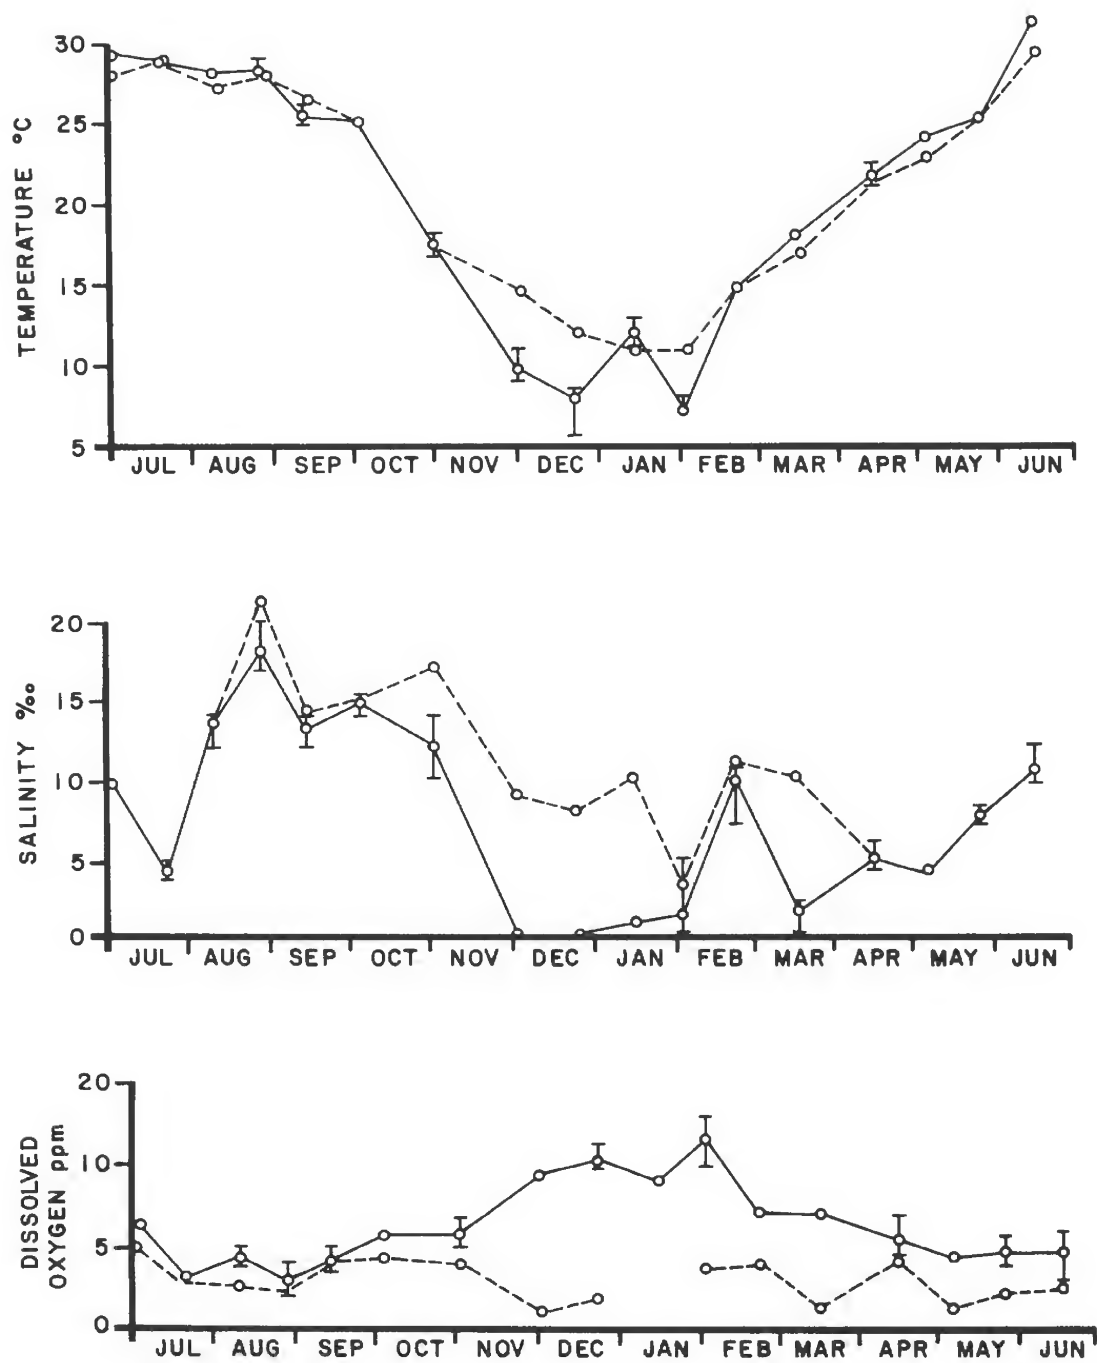 TEMPERATURE °C
30
25
20
15
10
5
JUL AUG SEP OCT NOV DEC JAN FEB MAR APR MAY JUN
SALINITY ‰
20
15
10
5
0
JUL AUG SEP OCT NOV DEC JAN FEB MAR APR MAY JUN
DISSOLVED
OXYGEN ppm
20
10
5
0
JUL AUG SEP OCT NOV DEC JAN FEB MAR APR MAY JUN